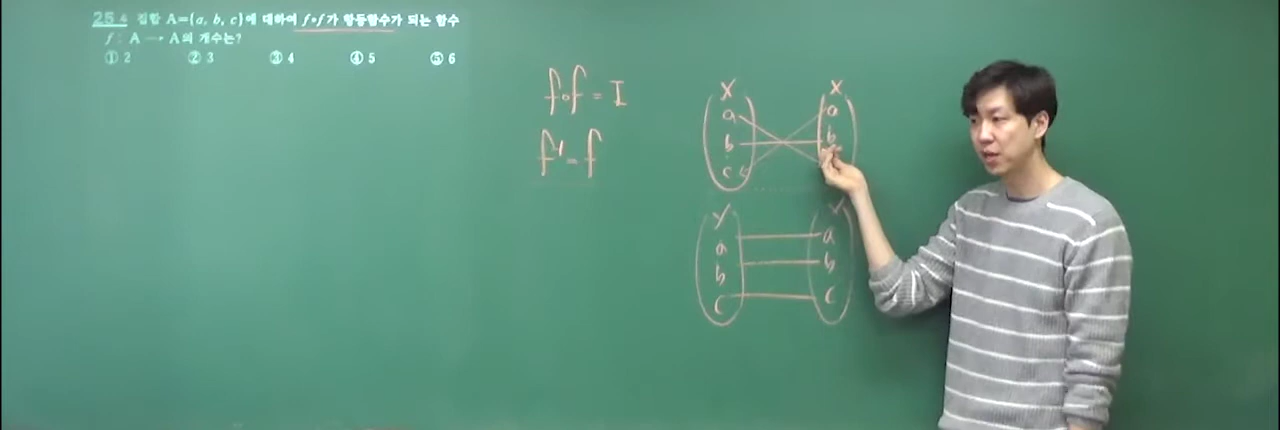 25.4 집합 A={a, b, c}에 대하여 f∘f가 항등함수가 되는 함수
f : A → A의 개수는?
① 2 ② 3 ③ 4 ④ 5 ⑤ 6
f∘f = I
f⁻¹ = f
X X
a a
b b
c
Y Y
a a
b b
c c